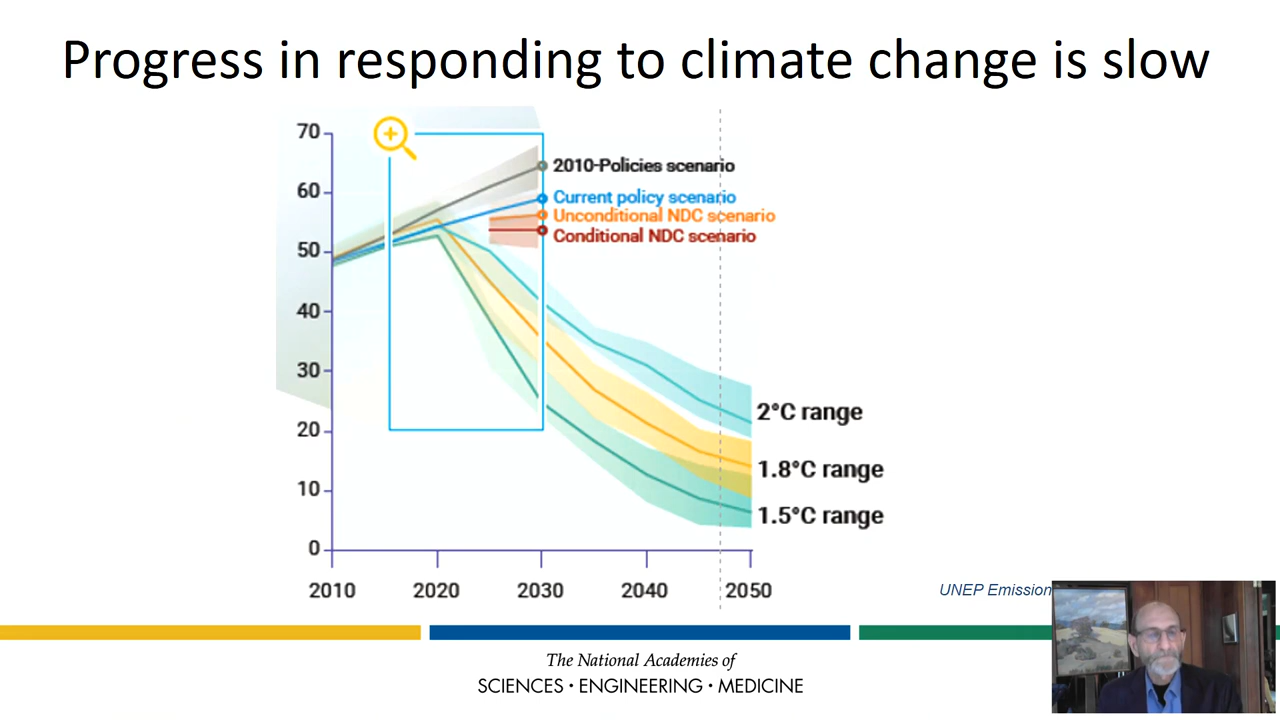 Progress in responding to climate change is slow
70
60
50
40
30
20
10
0
2010-Policies scenario
Current policy scenario
Unconditional NDC scenario
Conditional NDC scenario
2°C range
1.8°C range
1.5°C range
2010 2020 2030 2040 2050
UNEP Emission
The National Academies of
SCIENCES · ENGINEERING · MEDICINE